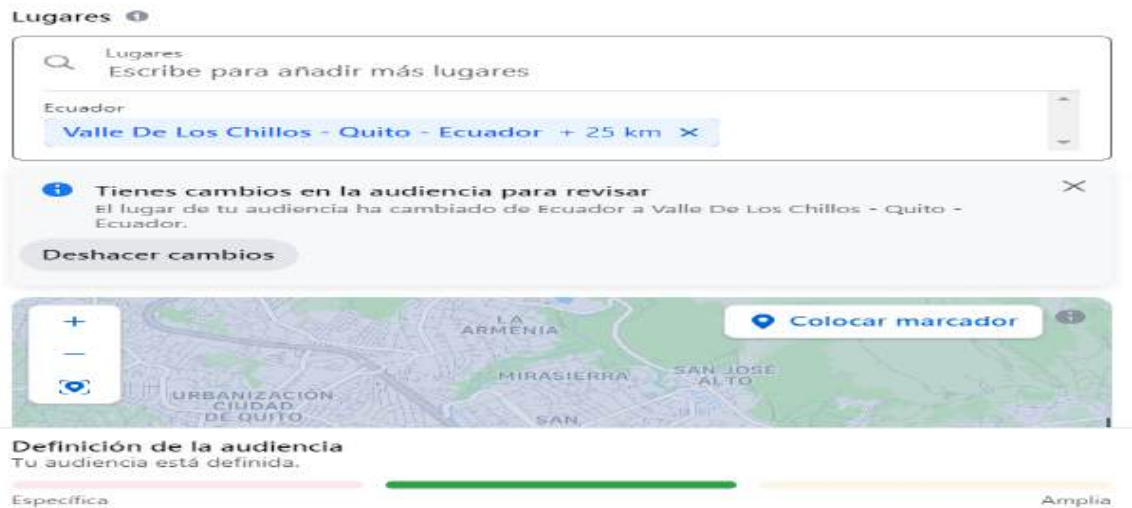 Lugares
Lugares
Escribe para añadir más lugares
Ecuador
Valle De Los Chillos - Quito - Ecuador + 25 km ×
Tienes cambios en la audiencia para revisar
El lugar de tu audiencia ha cambiado de Ecuador a Valle De Los Chillos - Quito -
Ecuador.
Deshacer cambios
Colocar marcador
LA
ARMENIA
MIRASIERRA
SAN JOSÉ
ALTO
URBANIZACIÓN
CIUDAD
DE QUITO
SAN
Definición de la audiencia
Tu audiencia está definida.
Específica
Amplia